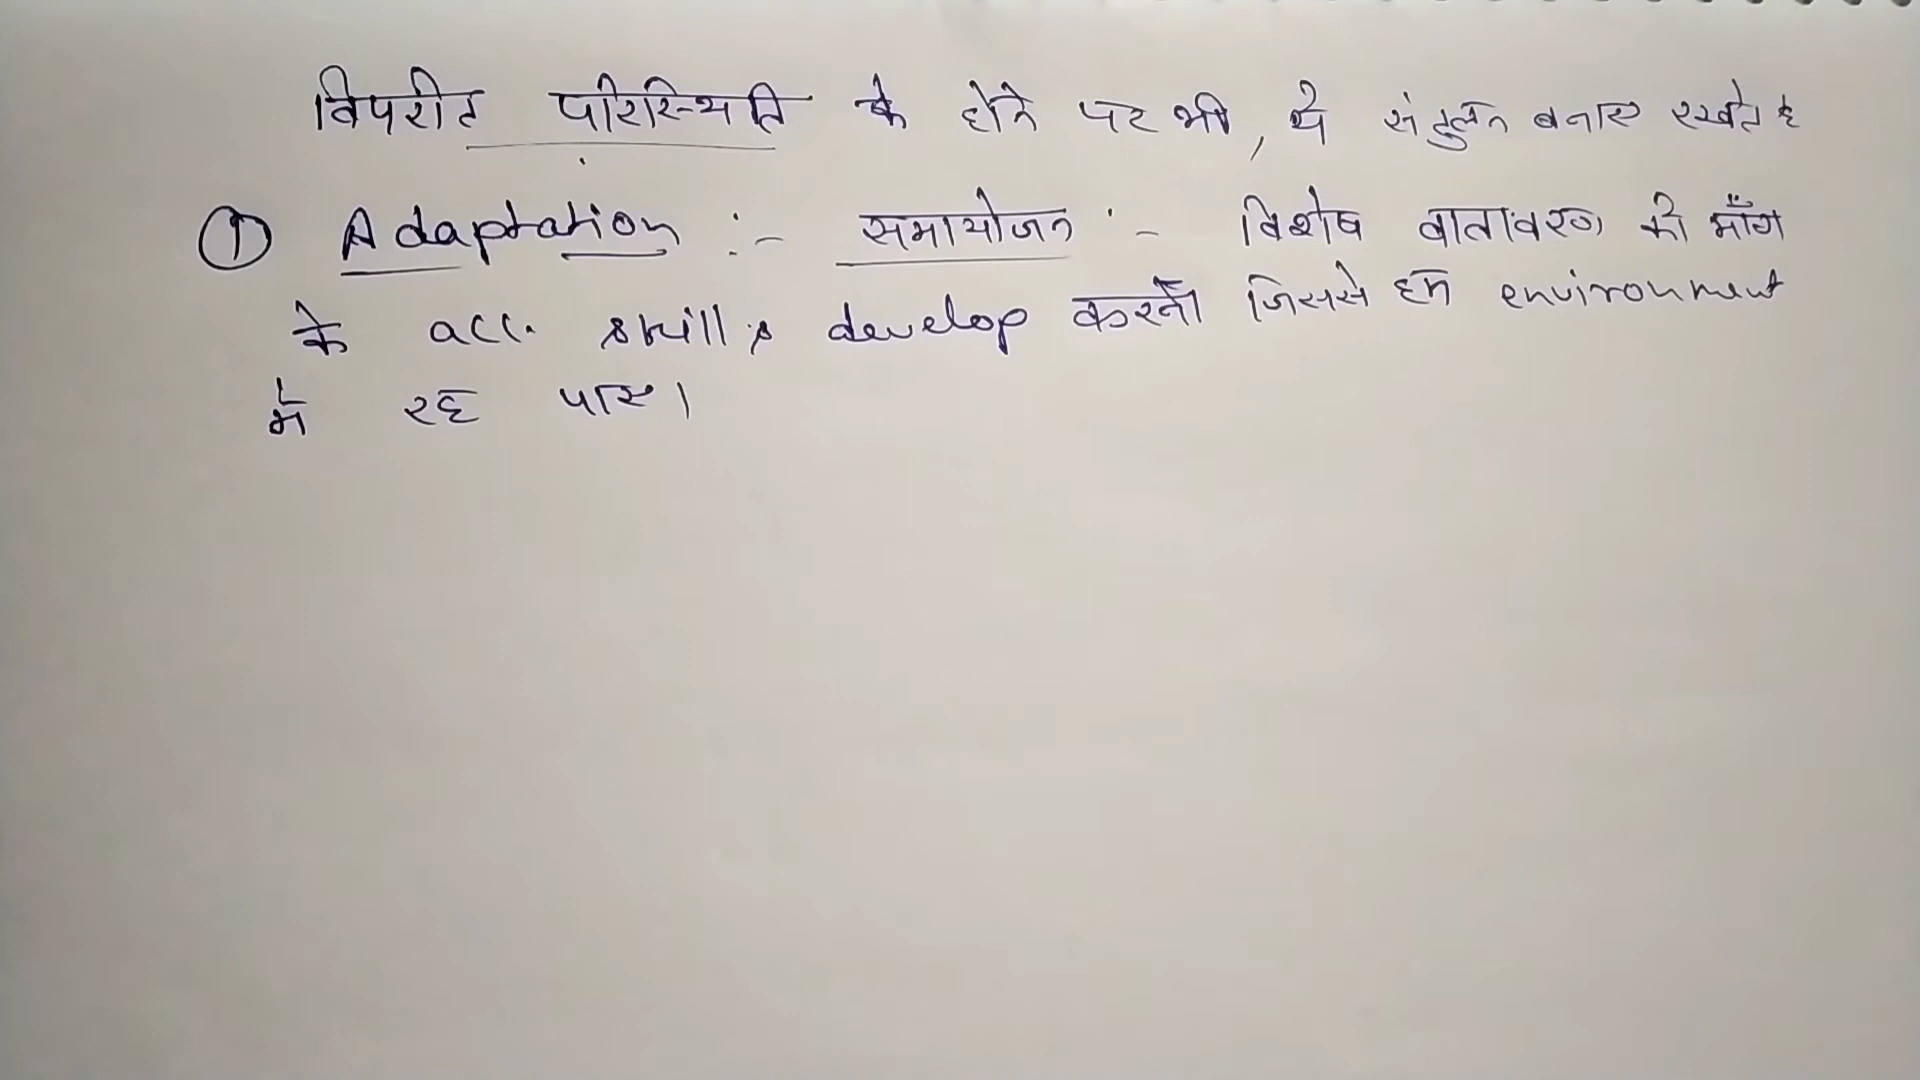 विपरीत परिस्थिति के होने पर भी, ये संतुलन बनाए रखते है
① Adaptation :- समायोजन :- विशेष वातावरण की माँग
के acc. skills develop करना जिससे हम environment
मे रह पाए।